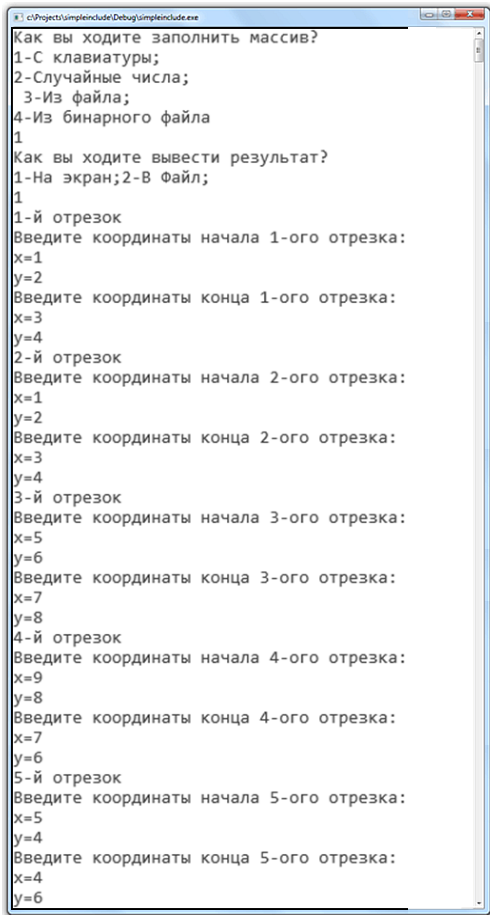 c:\Projects\simpleinclude\Debug\simpleinclude.exe
Как вы ходите заполнить массив?
1-С клавиатуры;
2-Случайные числа;
 3-Из файла;
4-Из бинарного файла
1
Как вы ходите вывести результат?
1-На экран;2-В Файл;
1
1-й отрезок
Введите координаты начала 1-ого отрезка:
x=1
y=2
Введите координаты конца 1-ого отрезка:
x=3
y=4
2-й отрезок
Введите координаты начала 2-ого отрезка:
x=1
y=2
Введите координаты конца 2-ого отрезка:
x=3
y=4
3-й отрезок
Введите координаты начала 3-ого отрезка:
x=5
y=6
Введите координаты конца 3-ого отрезка:
x=7
y=8
4-й отрезок
Введите координаты начала 4-ого отрезка:
x=9
y=8
Введите координаты конца 4-ого отрезка:
x=7
y=6
5-й отрезок
Введите координаты начала 5-ого отрезка:
x=5
y=4
Введите координаты конца 5-ого отрезка:
x=4
y=6